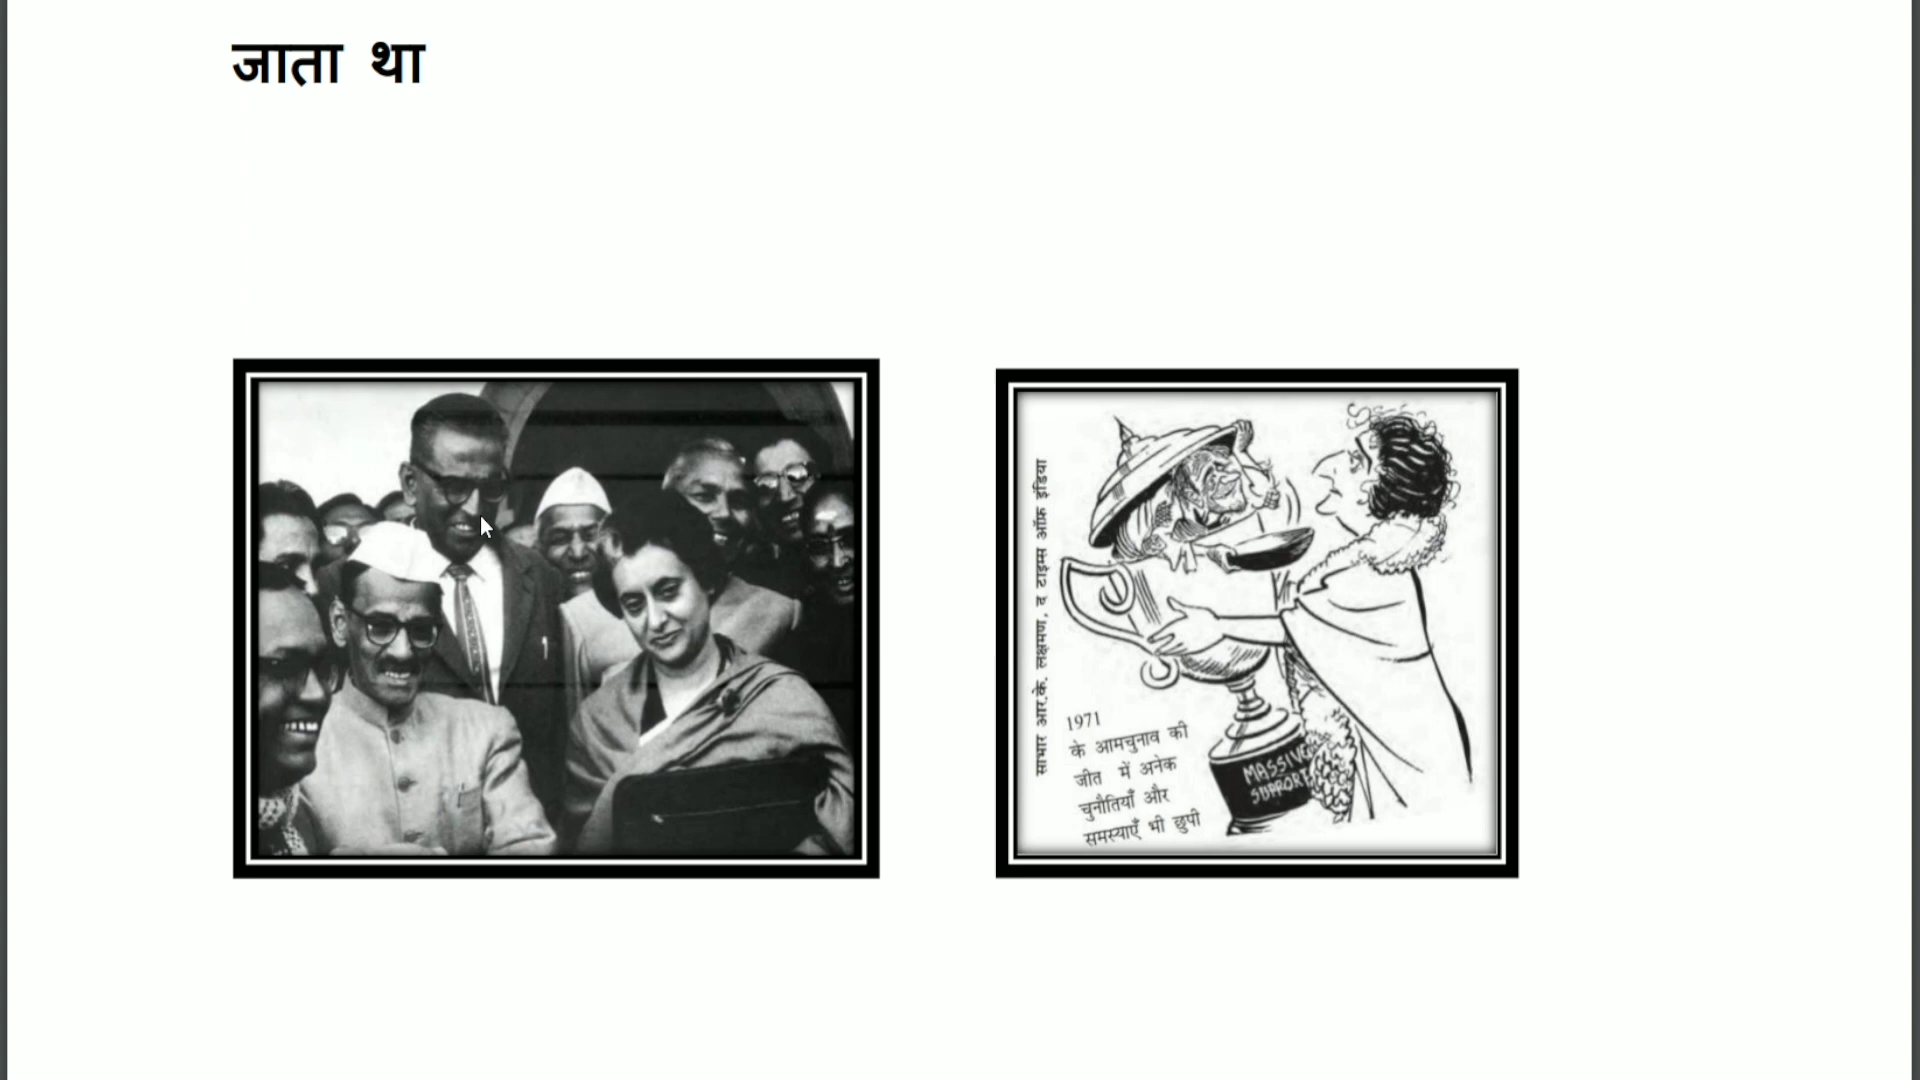 जाता था
साभार आर.के. लक्ष्मण, द टाइम्स ऑफ़ इंडिया
1971
के आमचुनाव की
जीत में अनेक
चुनौतियाँ और
समस्याएँ भी छुपी
MASSIVE
SUPPORT